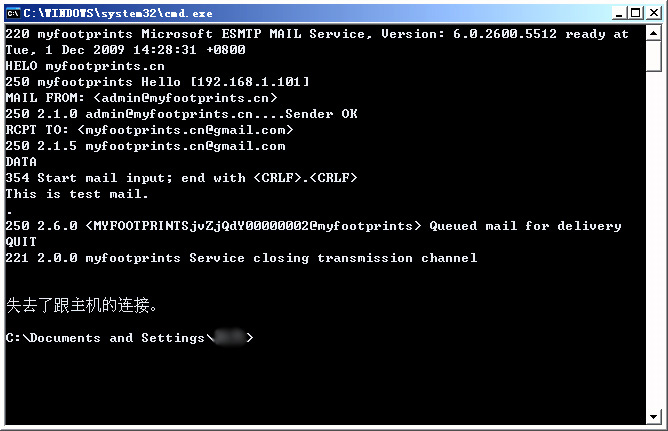 C:\WINDOWS\system32\cmd.exe
220 myfootprints Microsoft ESMTP MAIL Service, Version: 6.0.2600.5512 ready at
Tue, 1 Dec 2009 14:28:31 +0800
HELO myfootprints.cn
250 myfootprints Hello [192.168.1.101]
MAIL FROM: <admin@myfootprints.cn>
250 2.1.0 admin@myfootprints.cn....Sender OK
RCPT TO: <myfootprints.cn@gmail.com>
250 2.1.5 myfootprints.cn@gmail.com
DATA
354 Start mail input; end with <CRLF>.<CRLF>
This is test mail.
.
250 2.6.0 <MYFOOTPRINTSjvZjQdY00000002@myfootprints> Queued mail for delivery
QUIT
221 2.0.0 myfootprints Service closing transmission channel
失去了跟主机的连接。
C:\Documents and Settings\ >